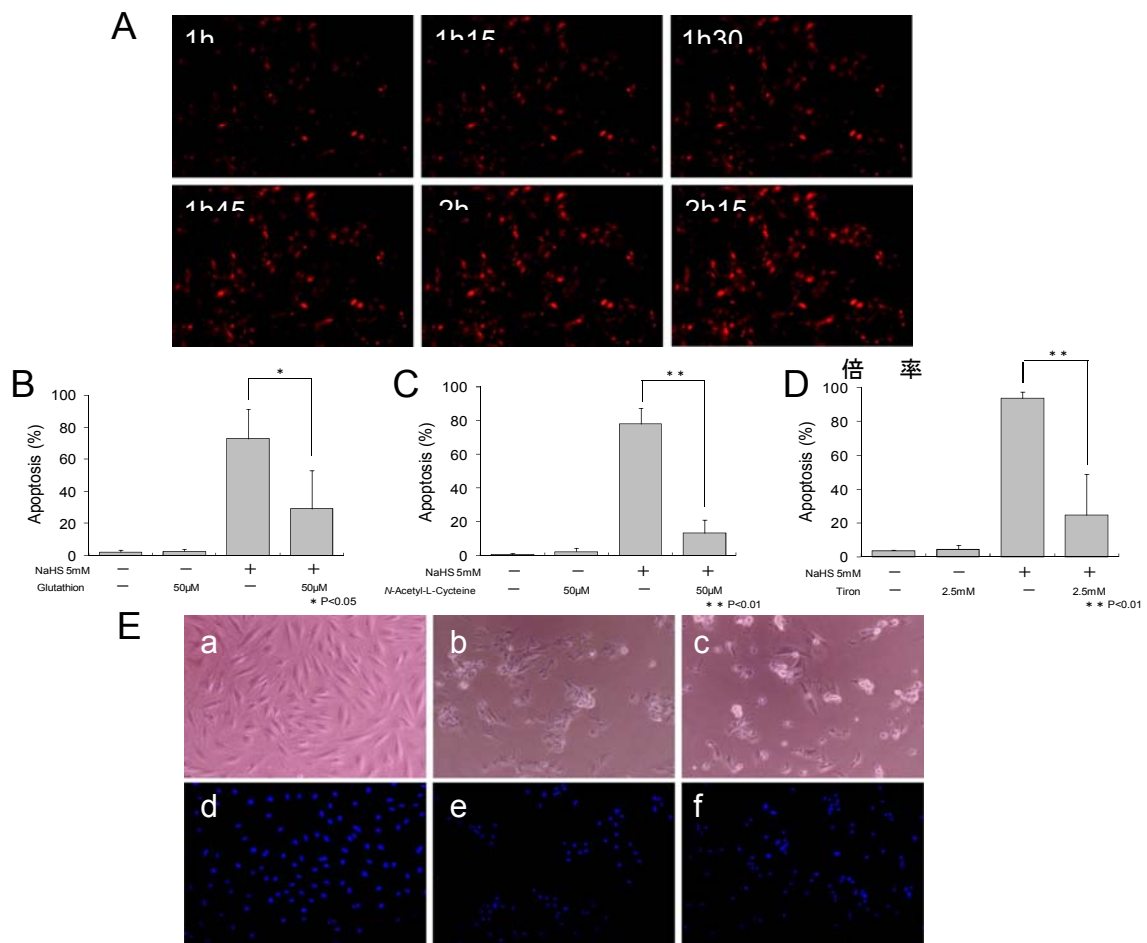 A
1h 1h15 1h30
1h45 2h 2h15
B
Apoptosis (%)
100
80
60
40
20
0
*
NaHS 5mM － － ＋ ＋
Glutathion － 50µM － 50µM
* P<0.05
C
Apoptosis (%)
100
80
60
40
20
0
**
NaHS 5mM － － ＋ ＋
N-Acetyl-L-Cycteine － 50µM － 50µM
** P<0.01
D
倍 率
Apoptosis (%)
100
80
60
40
20
0
**
NaHS 5mM － － ＋ ＋
Tiron － 2.5mM － 2.5mM
** P<0.01
E
a b c
d e f